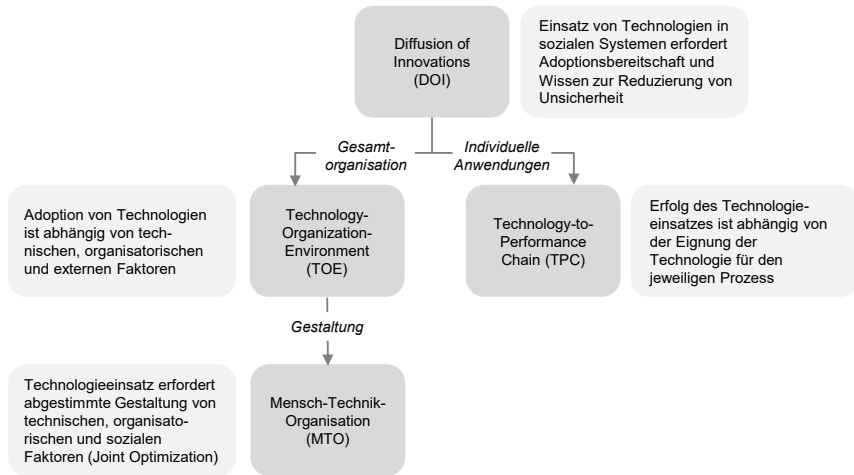 Diffusion of
Innovations
(DOI)
Einsatz von Technologien in
sozialen Systemen erfordert
Adoptionsbereitschaft und
Wissen zur Reduzierung von
Unsicherheit
Gesamt-
organisation
Individuelle
Anwendungen
Adoption von Technologien
ist abhängig von tech-
nischen, organisatorischen
und externen Faktoren
Technology-
Organization-
Environment-
(TOE)
Technology-to-
Performance
Chain (TPC)
Erfolg des Technologie-
einsatzes ist abhängig von
der Eignung der
Technologie für den
jeweiligen Prozess
Gestaltung
Technologieeinsatz erfordert
abgestimmte Gestaltung von
technischen, organisato-
rischen und sozialen
Faktoren (Joint Optimization)
Mensch-Technik-
Organisation
(MTO)